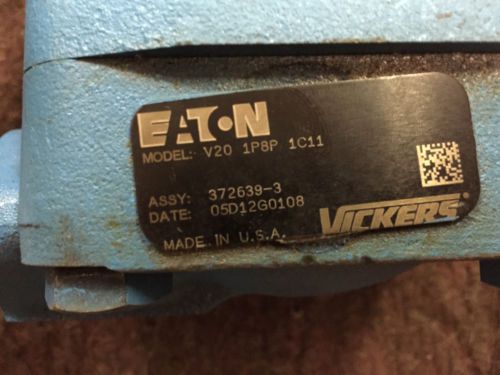 EATON
MODEL: V20 1P8P 1C11
ASSY: 372639-3
DATE: 05D12G0108
VICKERS
MADE IN U.S.A.